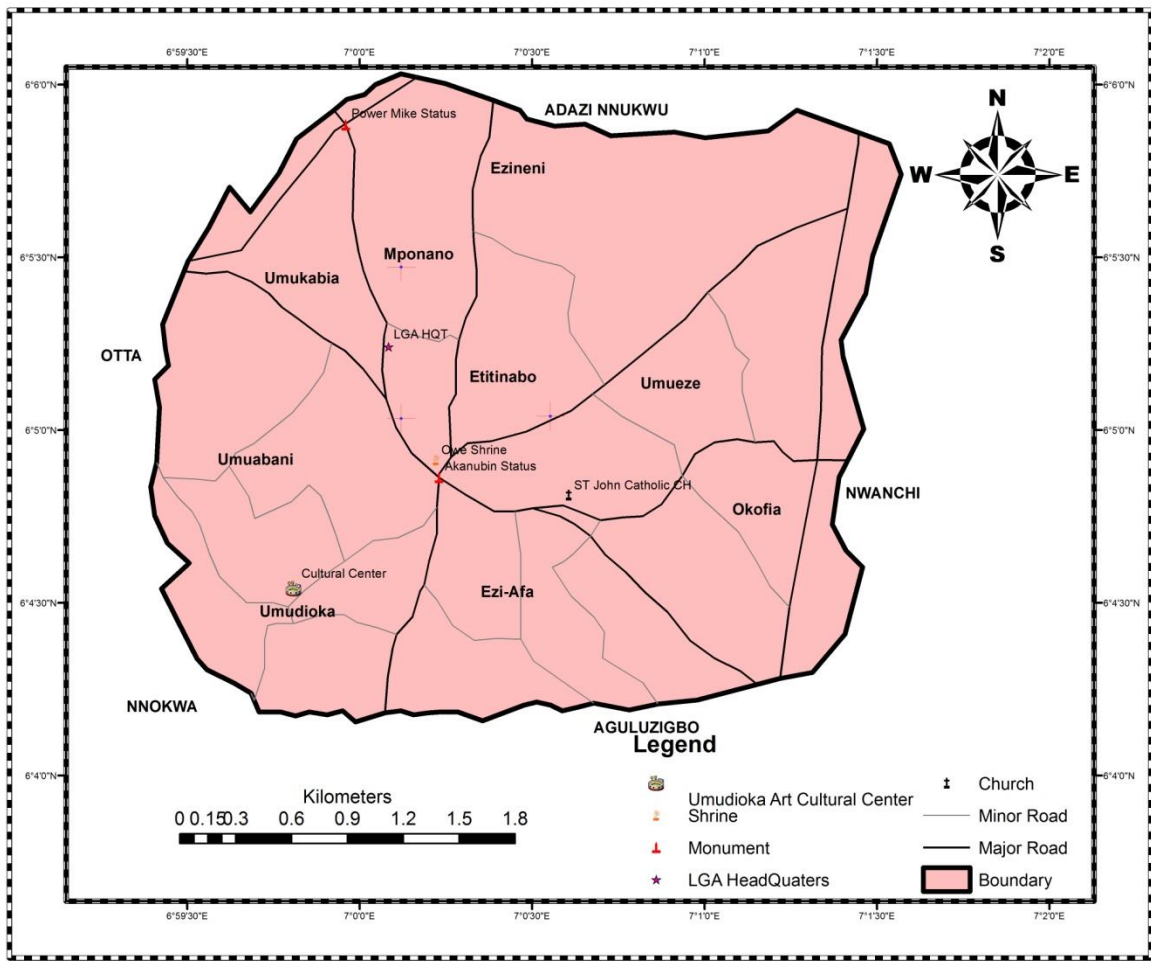 6°59'30"E 7°0'0"E 7°0'30"E 7°1'0"E 7°1'30"E 7°2'0"E
6°6'0"N 6°6'0"N
Power Mike Status
ADAZI NNUKWU
N
W E
S
Ezineni
Mponano
6°5'30"N 6°5'30"N
Umukabia
LGA HQT
OTTA
Etitinabo
Umueze
6°5'0"N 6°5'0"N
Owe Shrine
Umuabani
Akanubin Status
ST John Catholic CH
NWANCHI
Okofia
Cultural Center
Ezi-Afa
6°4'30"N 6°4'30"N
Umudioka
NNOKWA
AGULUZIGBO
Legend
6°4'0"N 6°4'0"N
Kilometers
0 0.15 0.3 0.6 0.9 1.2 1.5 1.8
Umudioka Art Cultural Center
Shrine
Monument
LGA HeadQuaters
Church
Minor Road
Major Road
Boundary
6°59'30"E 7°0'0"E 7°0'30"E 7°1'0"E 7°1'30"E 7°2'0"E